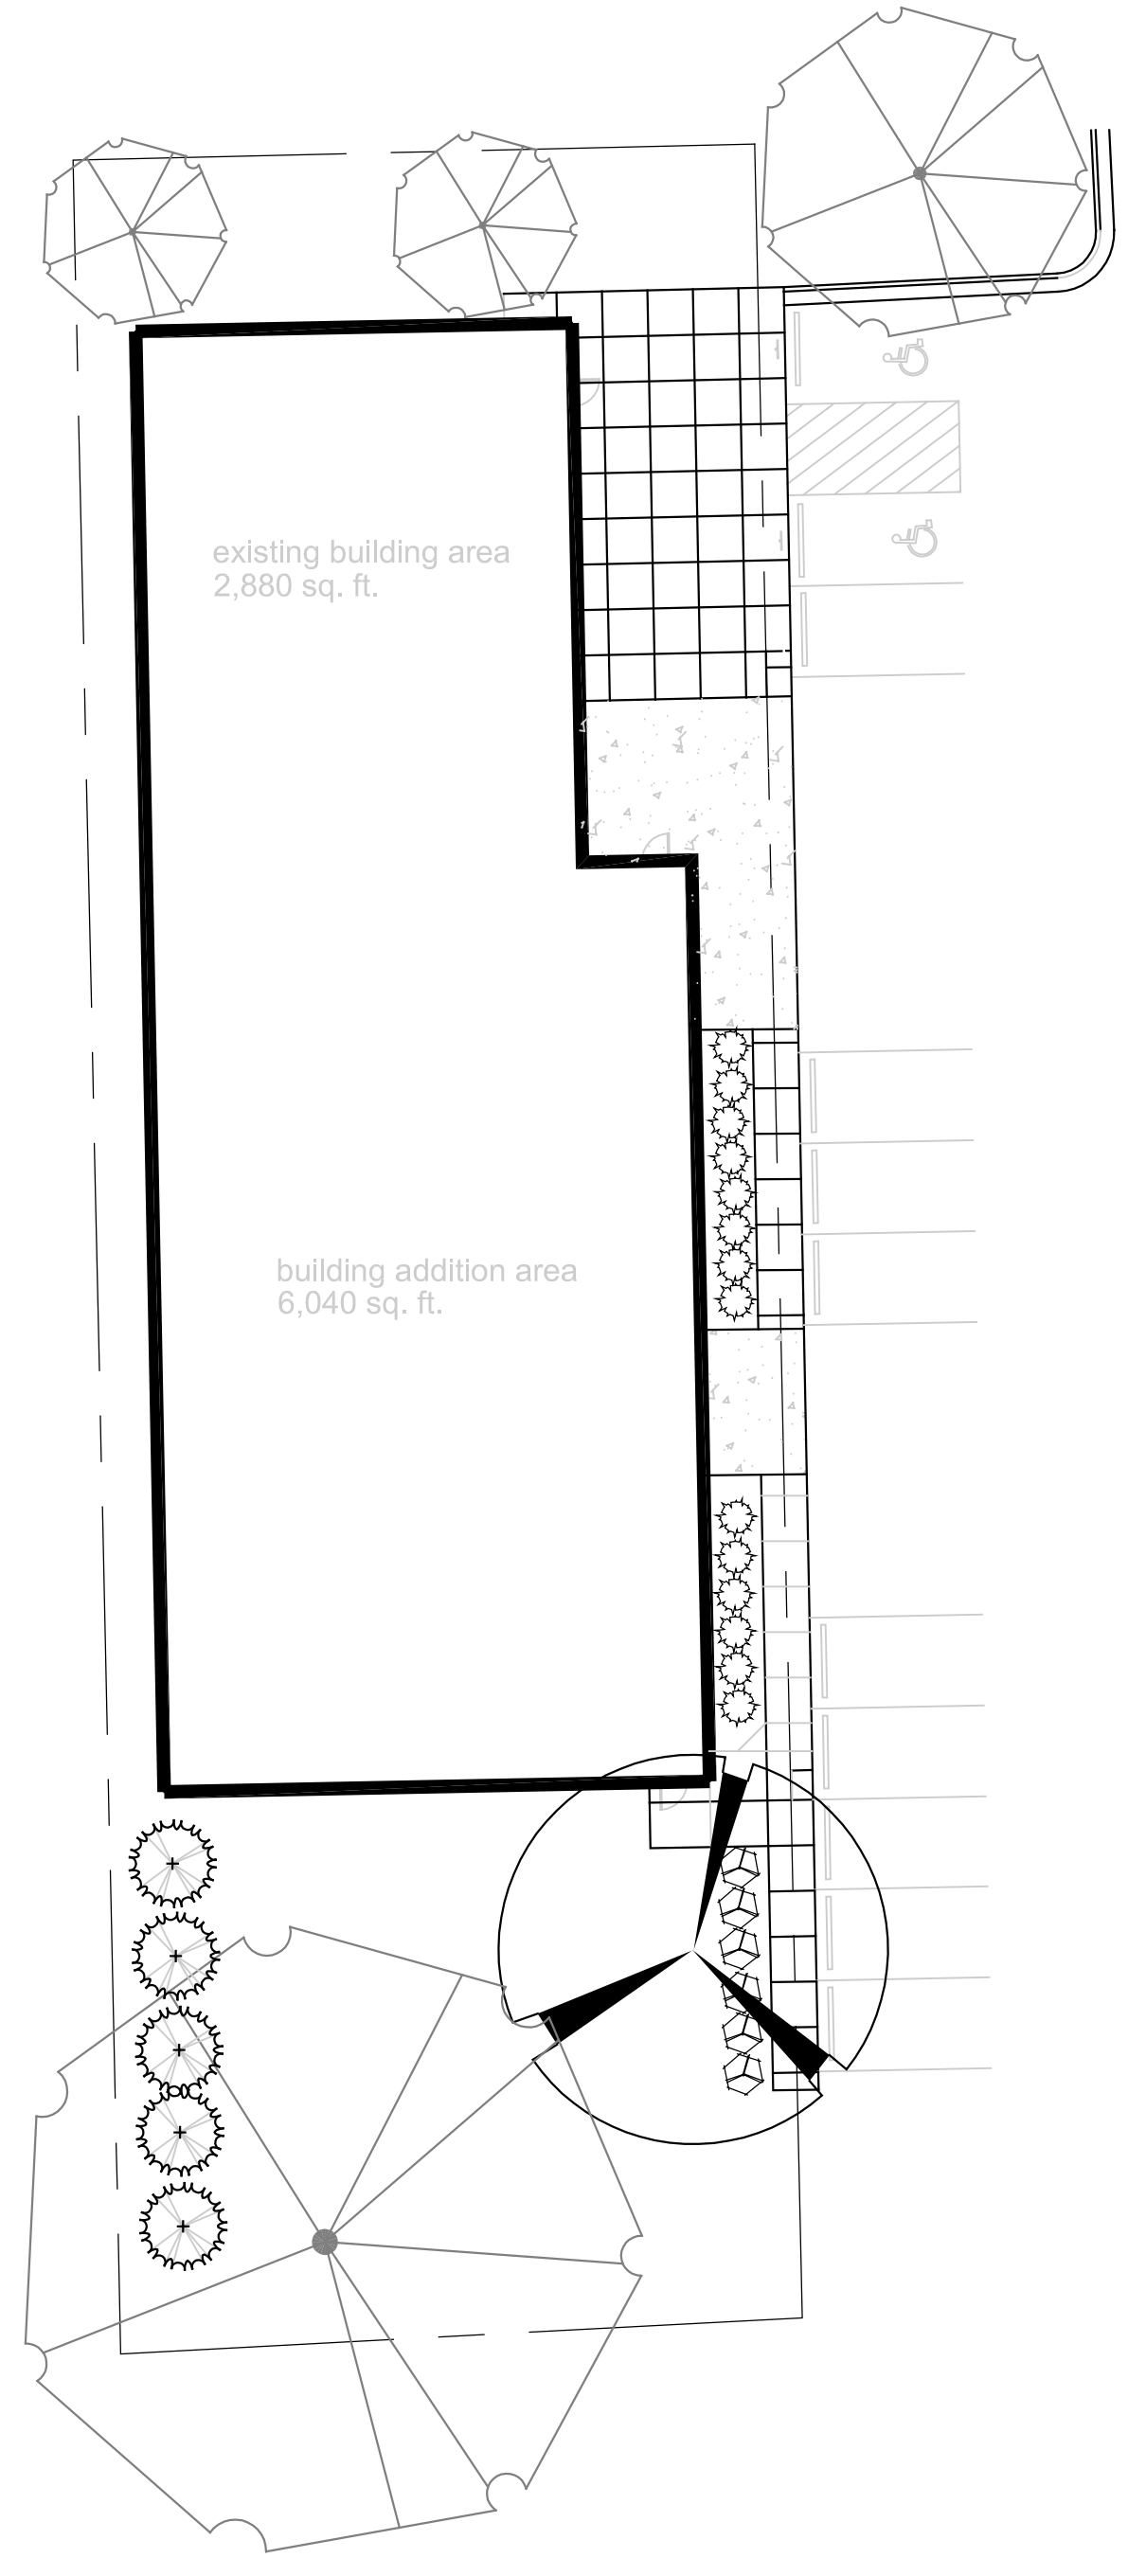 existing building area
2,880 sq. ft.
building addition area
6,040 sq. ft.